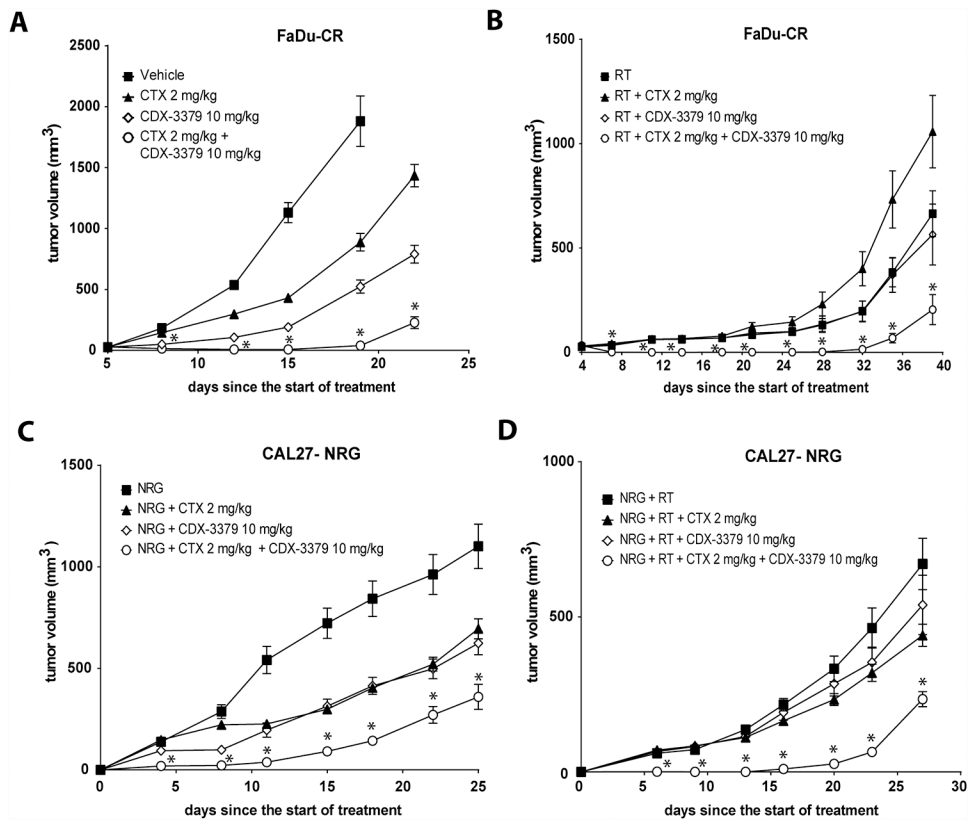 A
FaDu-CR
2500
2000
1500
1000
500
0
tumor volume (mm3)
Vehicle
CTX 2 mg/kg
CDX-3379 10 mg/kg
CTX 2 mg/kg +
CDX-3379 10 mg/kg
*
*
*
*
*
5
10
15
20
25
days since the start of treatment
B
FaDu-CR
1500
1000
500
0
tumor volume (mm3)
RT
RT + CTX 2 mg/kg
RT + CDX-3379 10 mg/kg
RT + CTX 2 mg/kg + CDX-3379 10 mg/kg
*
*
*
*
*
*
*
*
*
*
4
8
12
16
20
24
28
32
36
40
days since the start of treatment
C
CAL27- NRG
1500
1000
500
0
tumor volume (mm3)
NRG
NRG + CTX 2 mg/kg
NRG + CDX-3379 10 mg/kg
NRG + CTX 2 mg/kg + CDX-3379 10 mg/kg
*
*
*
*
*
*
*
0
5
10
15
20
25
days since the start of treatment
D
CAL27- NRG
1000
500
0
tumor volume (mm3)
NRG + RT
NRG + RT + CTX 2 mg/kg
NRG + RT + CDX-3379 10 mg/kg
NRG + RT + CTX 2 mg/kg + CDX-3379 10 mg/kg
*
*
*
*
*
*
*
0
5
10
15
20
25
30
days since the start of treatment